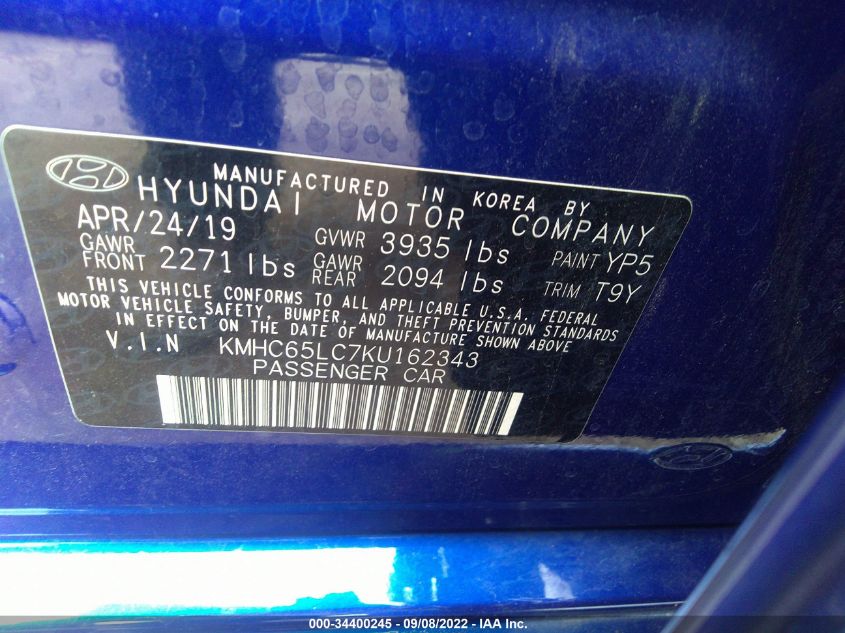 MANUFACTURED IN KOREA BY
HYUNDAI MOTOR COMPANY
APR/24/19 GVWR 3935 lbs PAINT YP5
GAWR FRONT 2271 lbs GAWR REAR 2094 lbs TRIM T9Y
THIS VEHICLE CONFORMS TO ALL APPLICABLE U.S.A. FEDERAL
MOTOR VEHICLE SAFETY, BUMPER, AND THEFT PREVENTION STANDARDS
IN EFFECT ON THE DATE OF MANUFACTURE SHOWN ABOVE
V.I.N KMHC65LC7KU162343
PASSENGER CAR
000-34400245 - 09/08/2022 - IAA Inc.